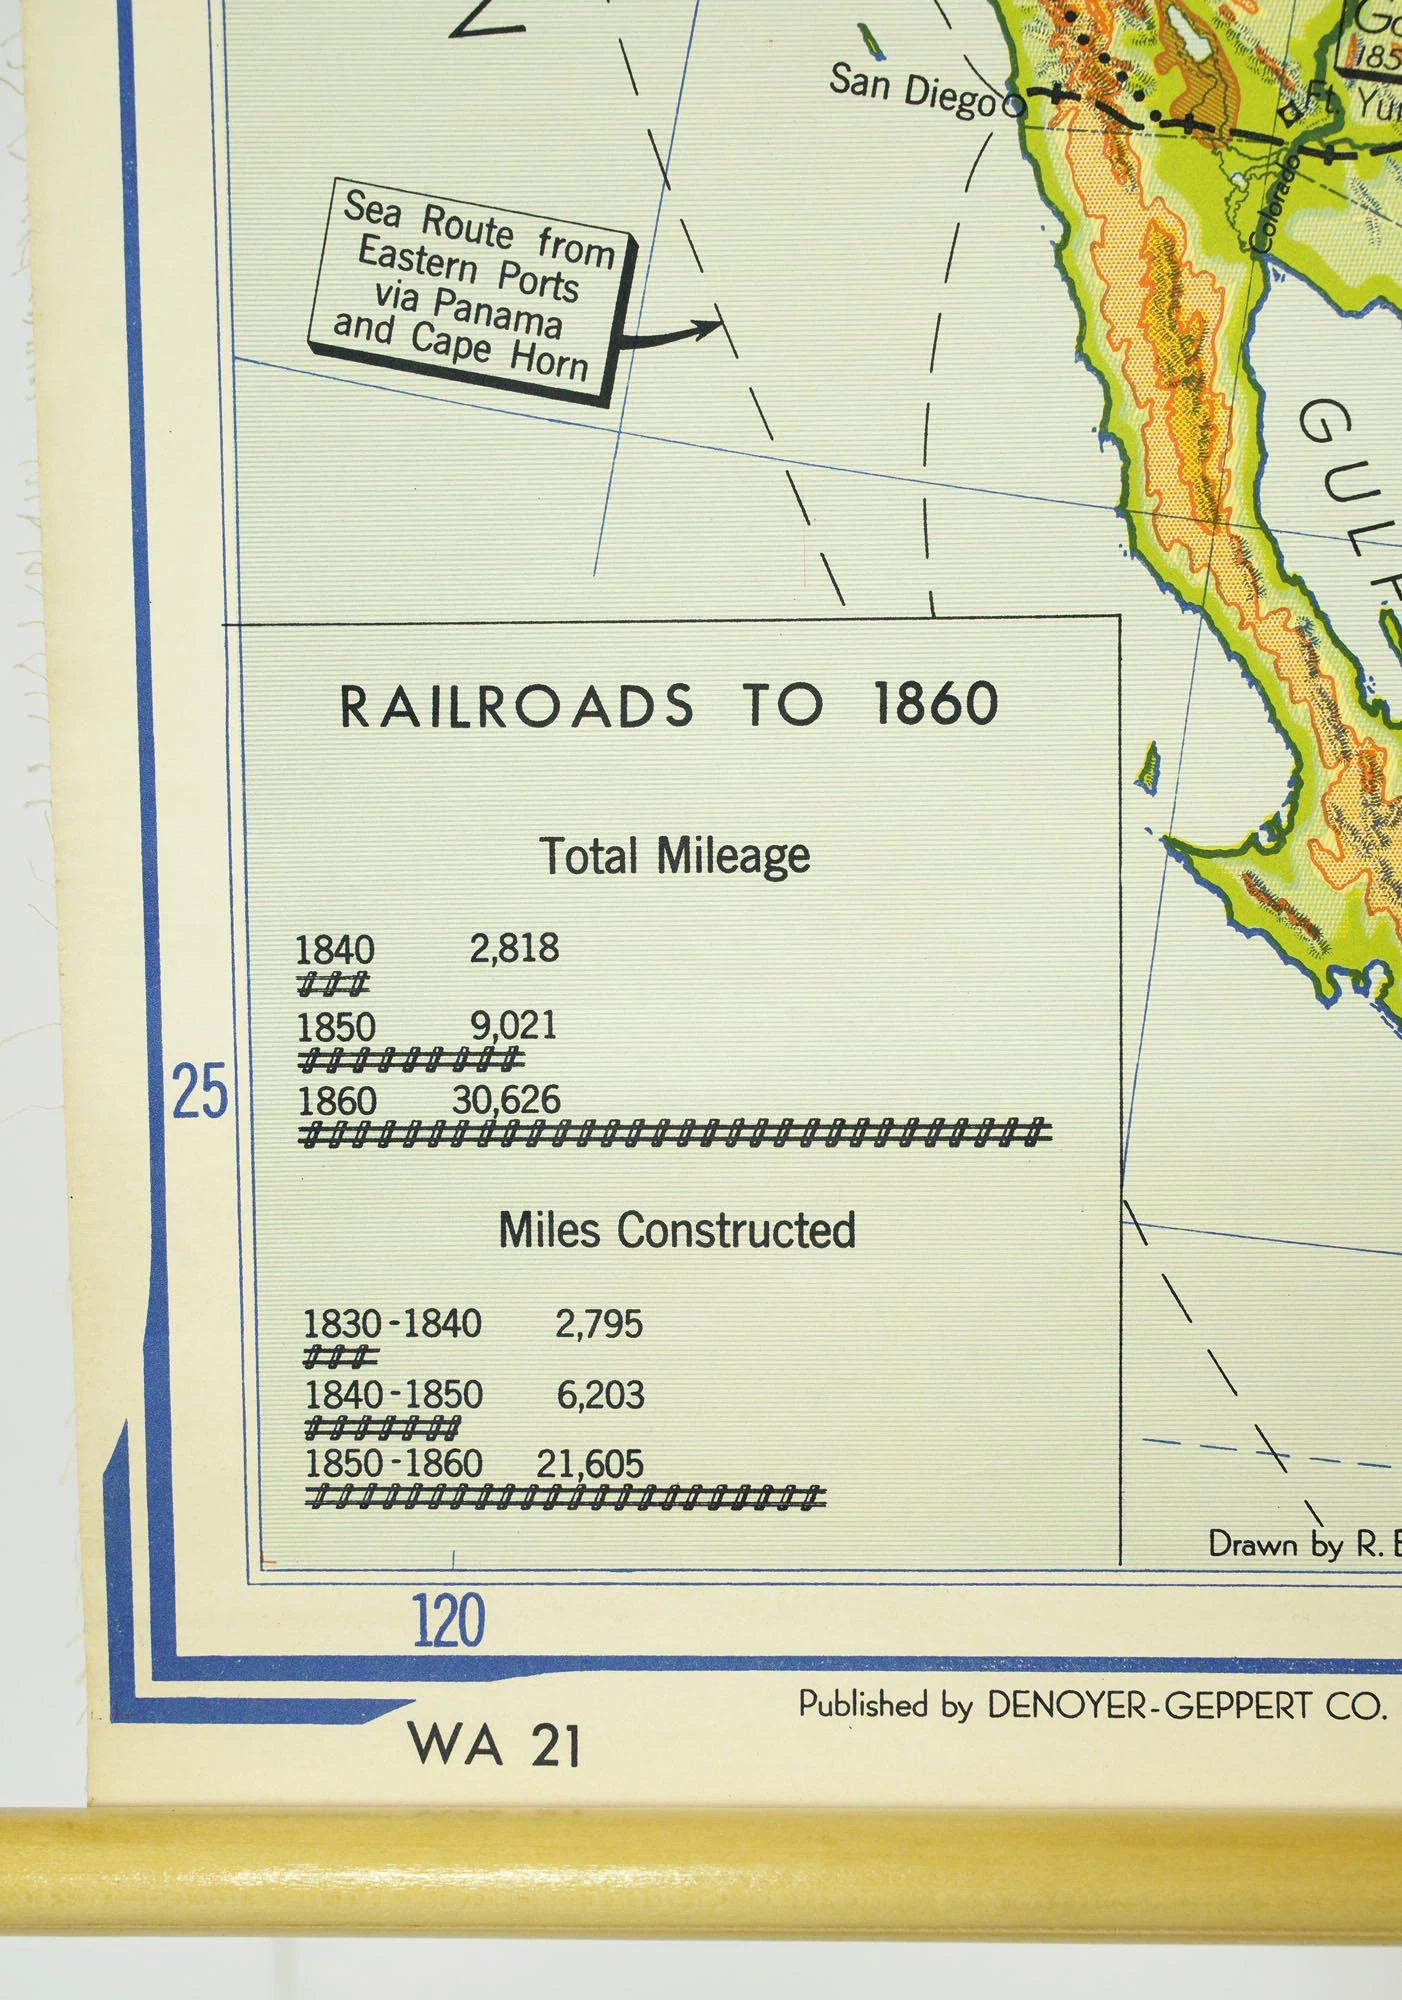 San Diego
Ft.
Colorado
Sea Route from
Eastern Ports
via Panama
and Cape Horn
GULF
RAILROADS TO 1860
Total Mileage
1840 2,818
1850 9,021
1860 30,626
25
Miles Constructed
1830-1840 2,795
1840-1850 6,203
1850-1860 21,605
Drawn by R.
120
Published by DENOYER-GEPPERT CO.
WA 21